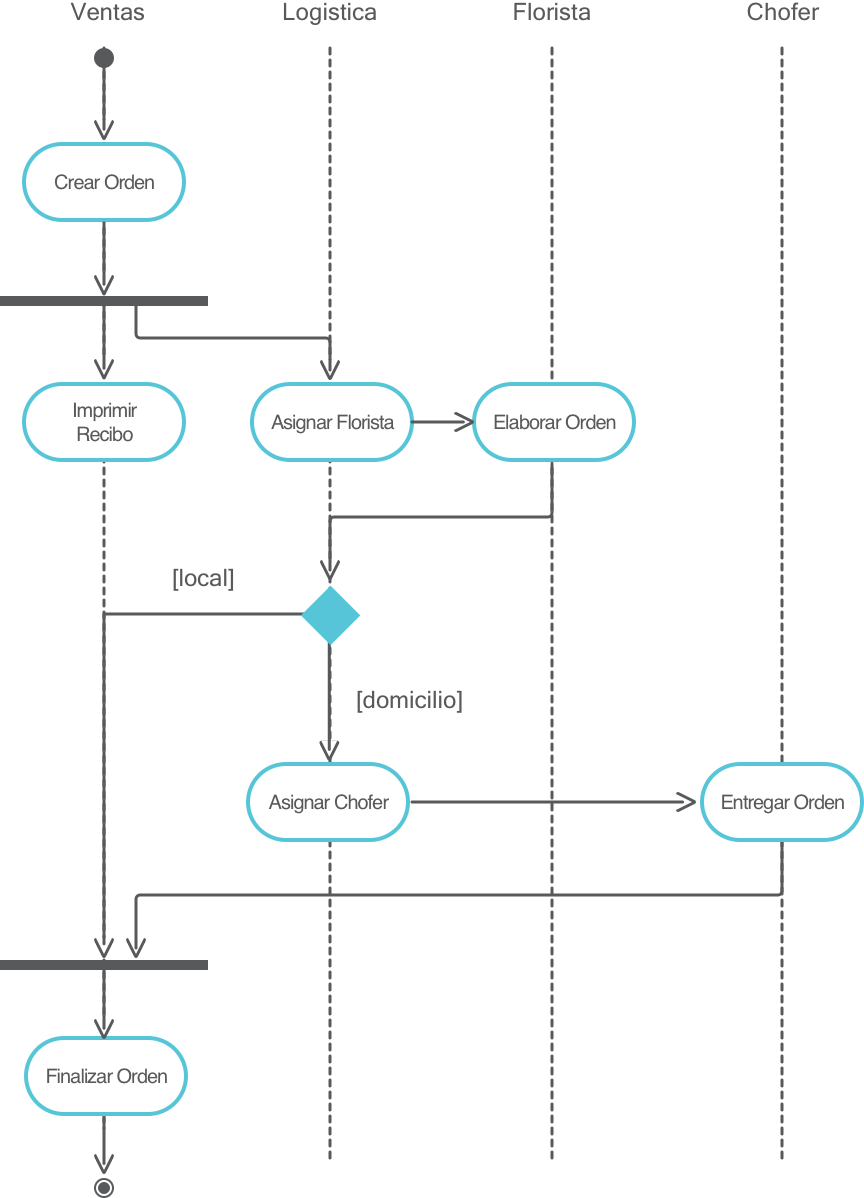 Ventas
Logistica
Florista
Chofer
Crear Orden
Imprimir
Recibo
Asignar Florista
Elaborar Orden
[local]
[domicilio]
Asignar Chofer
Entregar Orden
Finalizar Orden